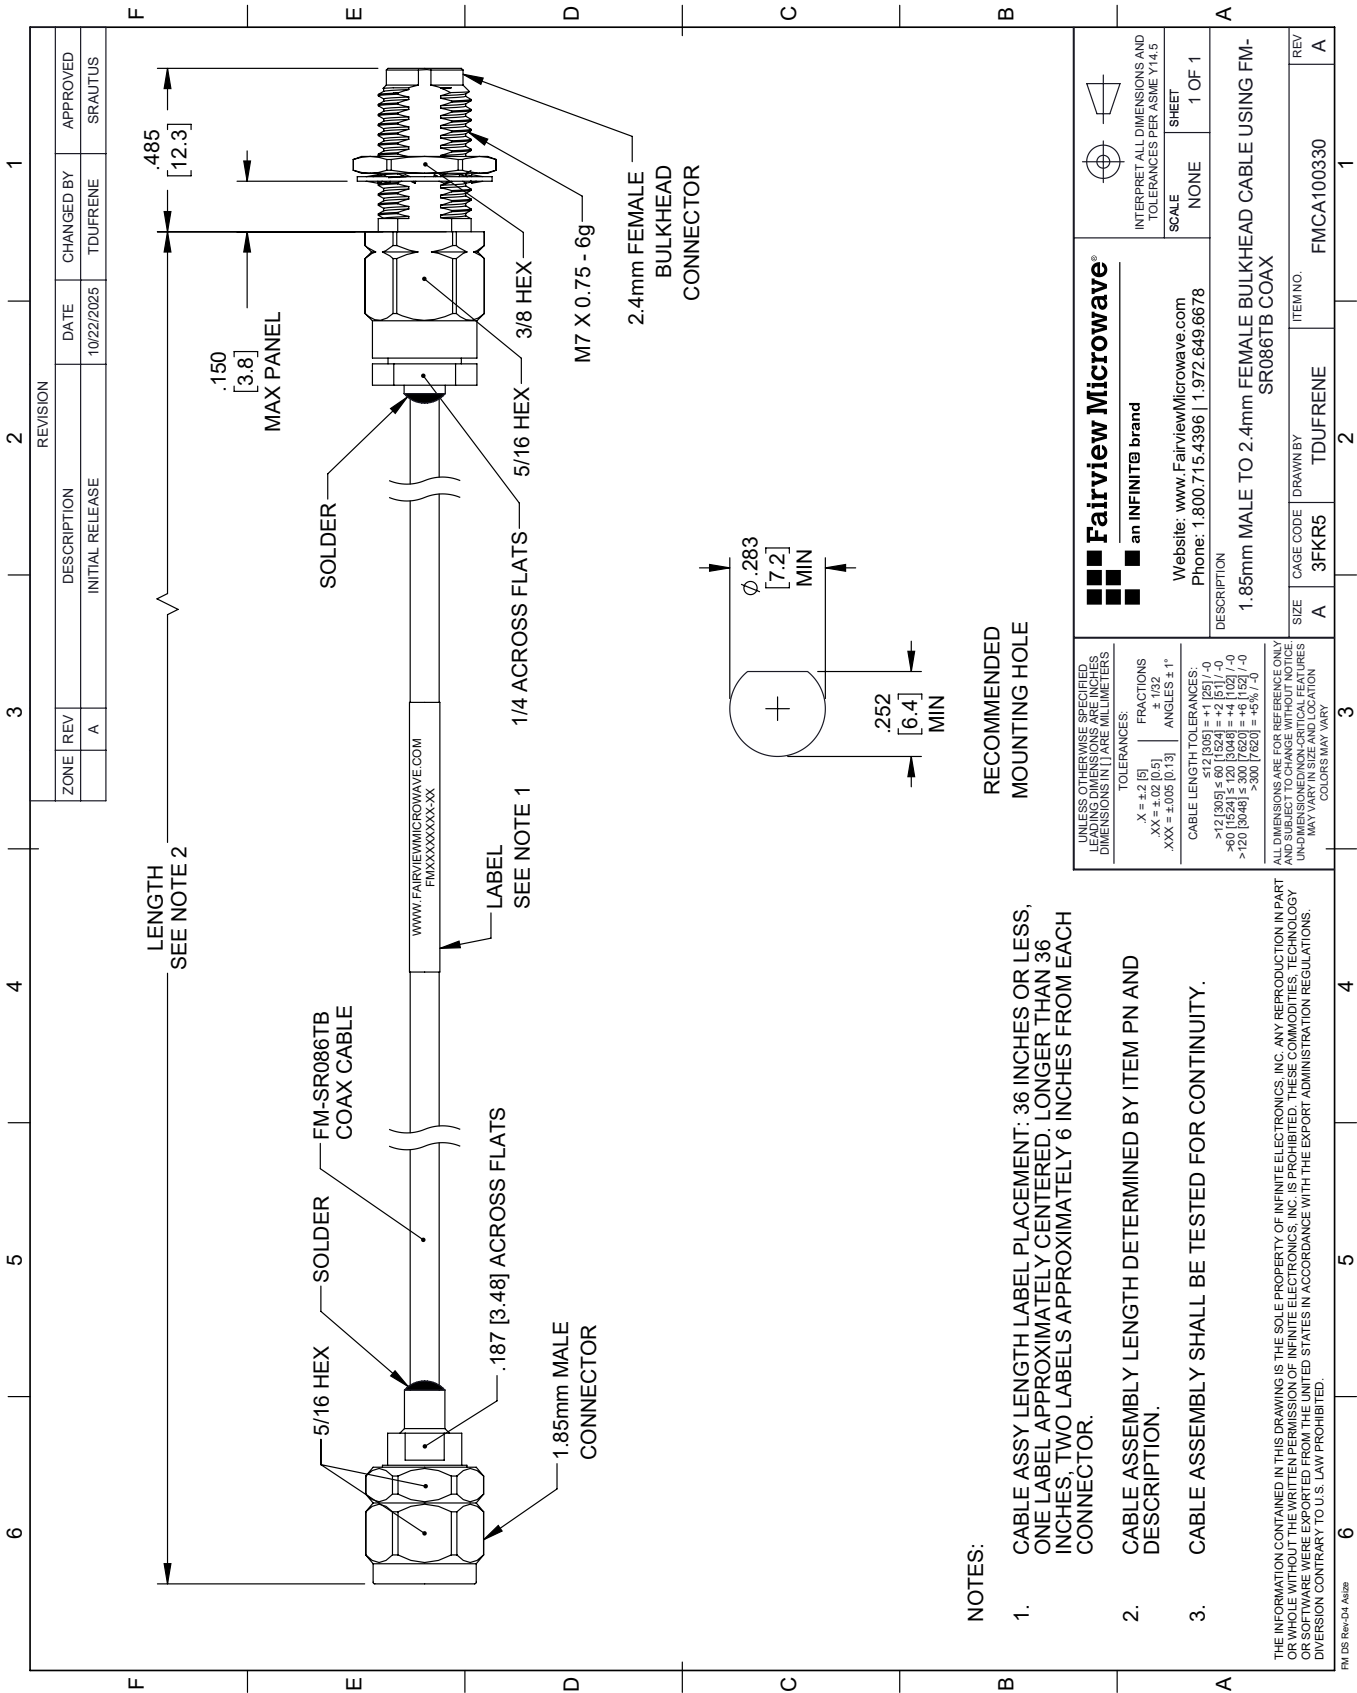 6
5
4
3
2
1
F
E
D
C
B
A
REVISION
ZONE
REV
DESCRIPTION
DATE
CHANGED BY
APPROVED
A
INITIAL RELEASE
10/22/2025
TDUFRENE
SRAUTUS
LENGTH
SEE NOTE 2
.485
[12.3]
.150
[3.8]
MAX PANEL
5/16 HEX
SOLDER
FM-SR086TB
COAX CABLE
SOLDER
WWW.FAIRVIEWMICROWAVE.COM
FMXXXXXXXX-XX
.187 [3.48] ACROSS FLATS
1.85mm MALE
CONNECTOR
LABEL
SEE NOTE 1
1/4 ACROSS FLATS
5/16 HEX
3/8 HEX
M7 X 0.75 - 6g
2.4mm FEMALE
BULKHEAD
CONNECTOR
Ø.283
[7.2]
MIN
.252
[6.4]
MIN
RECOMMENDED
MOUNTING HOLE
NOTES:
1. CABLE ASSY LENGTH LABEL PLACEMENT: 36 INCHES OR LESS,
ONE LABEL APPROXIMATELY CENTERED. LONGER THAN 36
INCHES, TWO LABELS APPROXIMATELY 6 INCHES FROM EACH
CONNECTOR.
2. CABLE ASSEMBLY LENGTH DETERMINED BY ITEM PN AND
DESCRIPTION.
3. CABLE ASSEMBLY SHALL BE TESTED FOR CONTINUITY.
THE INFORMATION CONTAINED IN THIS DRAWING IS THE SOLE PROPERTY OF INFINITE ELECTRONICS, INC. ANY REPRODUCTION IN PART
OR WHOLE WITHOUT THE WRITTEN PERMISSION OF INFINITE ELECTRONICS, INC. IS PROHIBITED. THESE COMMODITIES, TECHNOLOGY
OR SOFTWARE WERE EXPORTED FROM THE UNITED STATES IN ACCORDANCE WITH THE EXPORT ADMINISTRATION REGULATIONS.
DIVERSION CONTRARY TO U.S. LAW PROHIBITED.
UNLESS OTHERWISE SPECIFIED
LEADING DIMENSIONS ARE INCHES
DIMENSIONS IN [ ] ARE MILLIMETERS
TOLERANCES:
.X = ±.2 [5]
.XX = ±.02 [0.5]
.XXX = ±.005 [0.13]
FRACTIONS
± 1/32
ANGLES ± 1°
CABLE LENGTH TOLERANCES:
≤12 [305] = +1 [25] / -0
>12 [305] ≤ 60 [1524] = +2 [51] / -0
>60 [1524] ≤ 120 [3048] = +4 [102] / -0
>120 [3048] ≤ 300 [7620] = +6 [152] / -0
>300 [7620] = +5% / -0
ALL DIMENSIONS ARE FOR REFERENCE ONLY
AND SUBJECT TO CHANGE WITHOUT NOTICE.
UN-DIMENSIONED/NON-CRITICAL FEATURES
MAY VARY IN SIZE AND LOCATION
COLORS MAY VARY
Fairview Microwave®
an INFINIT® brand
Website: www.FairviewMicrowave.com
Phone: 1.800.715.4396 | 1.972.649.6678
INTERPRET ALL DIMENSIONS AND
TOLERANCES PER ASME Y14.5
SCALE
NONE
SHEET
1 OF 1
DESCRIPTION
1.85mm MALE TO 2.4mm FEMALE BULKHEAD CABLE USING FM-
SR086TB COAX
SIZE
A
CAGE CODE
3FKR5
DRAWN BY
TDUFRENE
ITEM NO.
FMCA100330
REV
A
F
E
D
C
B
A
6
5
4
3
2
1
FM DS Rev-D4 Asize